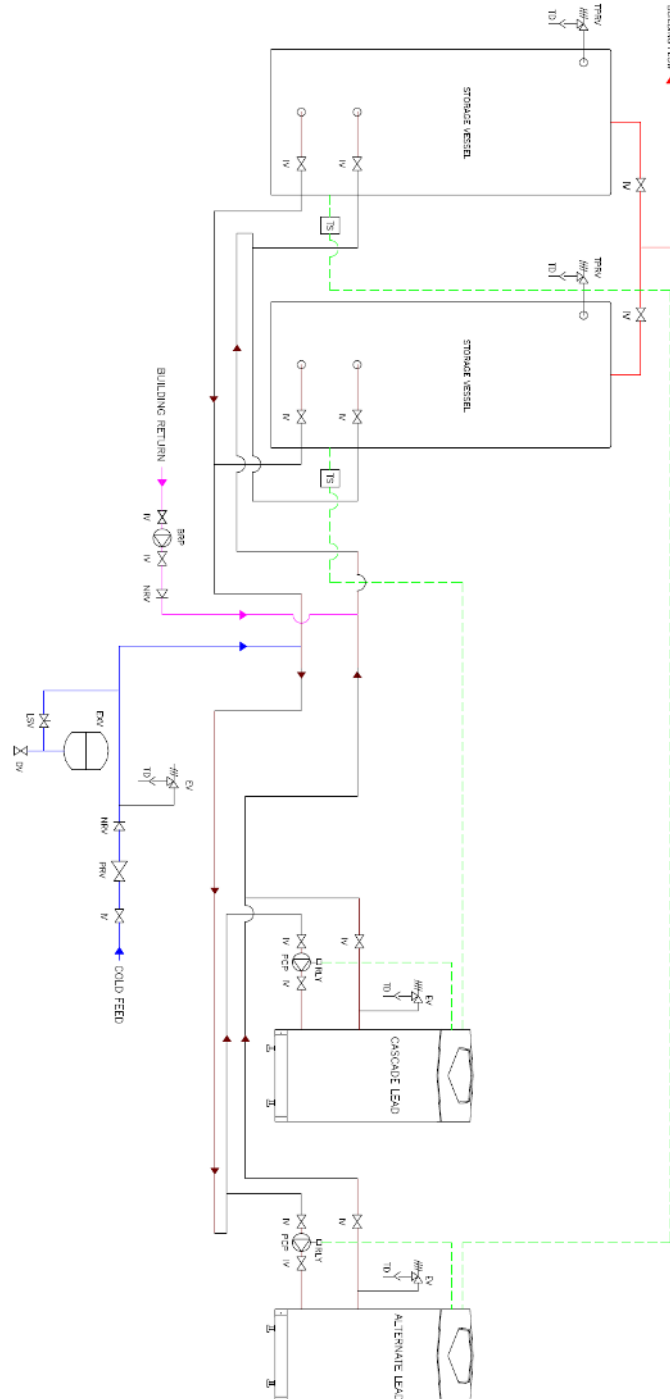 TPRV
TD
STORAGE VESSEL
IV
IV
IV
TS
TPRV
TD
IV
STORAGE VESSEL
BUILDING RETURN
IV
IV
TS
IV
BRP
IV
NRV
LSV
EXV
DV
EV
TD
NRV
PRV
IV
COLD FEED
IV
PCP
IV
RLY
IV
EV
TD
CASCADE LEAD
IV
PCP
IV
RLY
IV
EV
TD
ALTERNATE LEAD